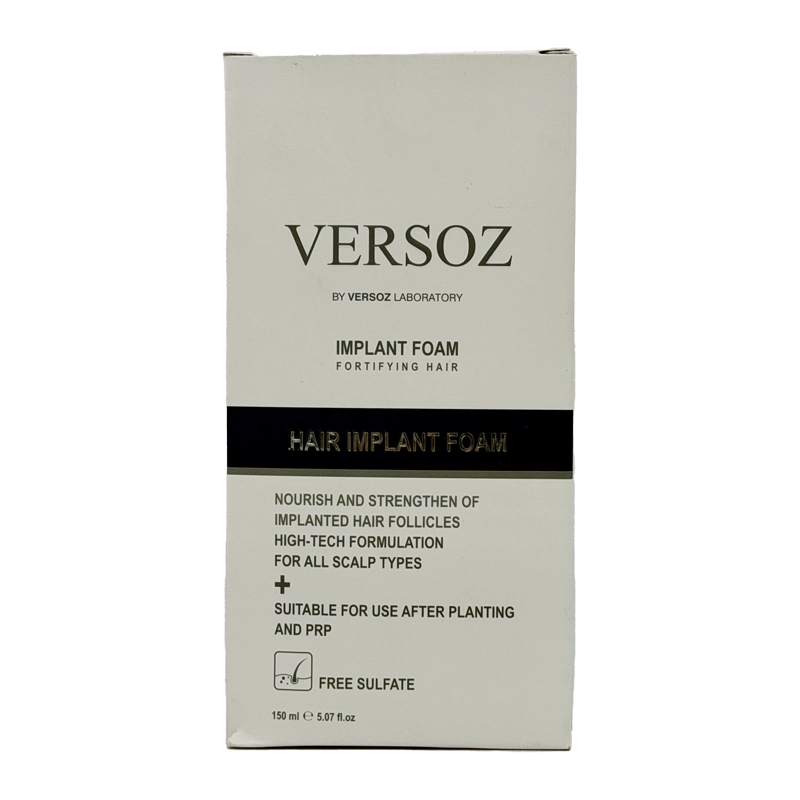 VERSOZ
BY VERSOZ LABORATORY
IMPLANT FOAM
FORTIFYING HAIR
HAIR IMPLANT FOAM
NOURISH AND STRENGTHEN OF
IMPLANTED HAIR FOLLICLES
HIGH-TECH FORMULATION
FOR ALL SCALP TYPES
+
SUITABLE FOR USE AFTER PLANTING
AND PRP
FREE SULFATE
150 ml ℮ 5.07 fl.oz